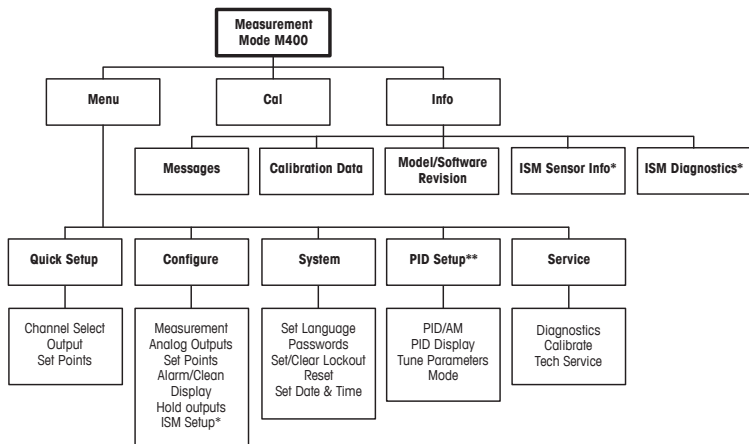 Measurement
Mode M400
Menu
Cal
Info
Messages
Calibration Data
Model/Software
Revision
ISM Sensor Info*
ISM Diagnostics*
Quick Setup
Configure
System
PID Setup**
Service
Channel Select
Output
Set Points
Measurement
Analog Outputs
Set Points
Alarm/Clean
Display
Hold outputs
ISM Setup*
Set Language
Passwords
Set/Clear Lockout
Reset
Set Date & Time
PID/AM
PID Display
Tune Parameters
Mode
Diagnostics
Calibrate
Tech Service